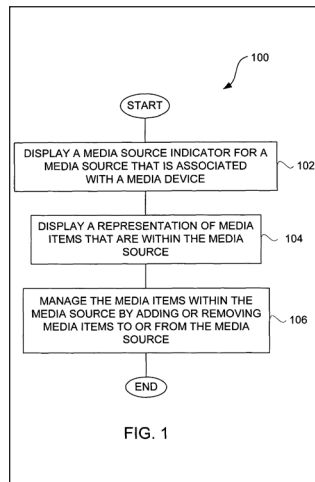 100
START
DISPLAY A MEDIA SOURCE INDICATOR FOR A
MEDIA SOURCE THAT IS ASSOCIATED
WITH A MEDIA DEVICE
102
DISPLAY A REPRESENTATION OF MEDIA
ITEMS THAT ARE WITHIN THE MEDIA
SOURCE
104
MANAGE THE MEDIA ITEMS WITHIN THE
MEDIA SOURCE BY ADDING OR REMOVING
MEDIA ITEMS TO OR FROM THE MEDIA
SOURCE
106
END
FIG. 1